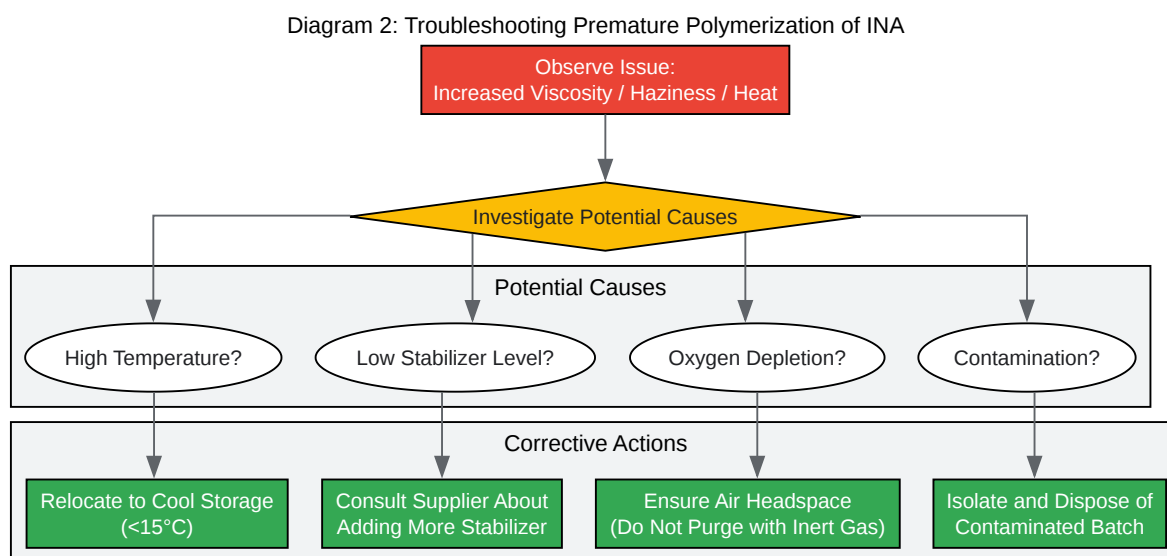 Diagram 2: Troubleshooting Premature Polymerization of INA
Observe Issue:
Increased Viscosity / Haziness / Heat
Investigate Potential Causes
Potential Causes
High Temperature?
Low Stabilizer Level?
Oxygen Depletion?
Contamination?
Corrective Actions
Relocate to Cool Storage
(<15°C)
Consult Supplier About
Adding More Stabilizer
Ensure Air Headspace
(Do Not Purge with Inert Gas)
Isolate and Dispose of
Contaminated Batch